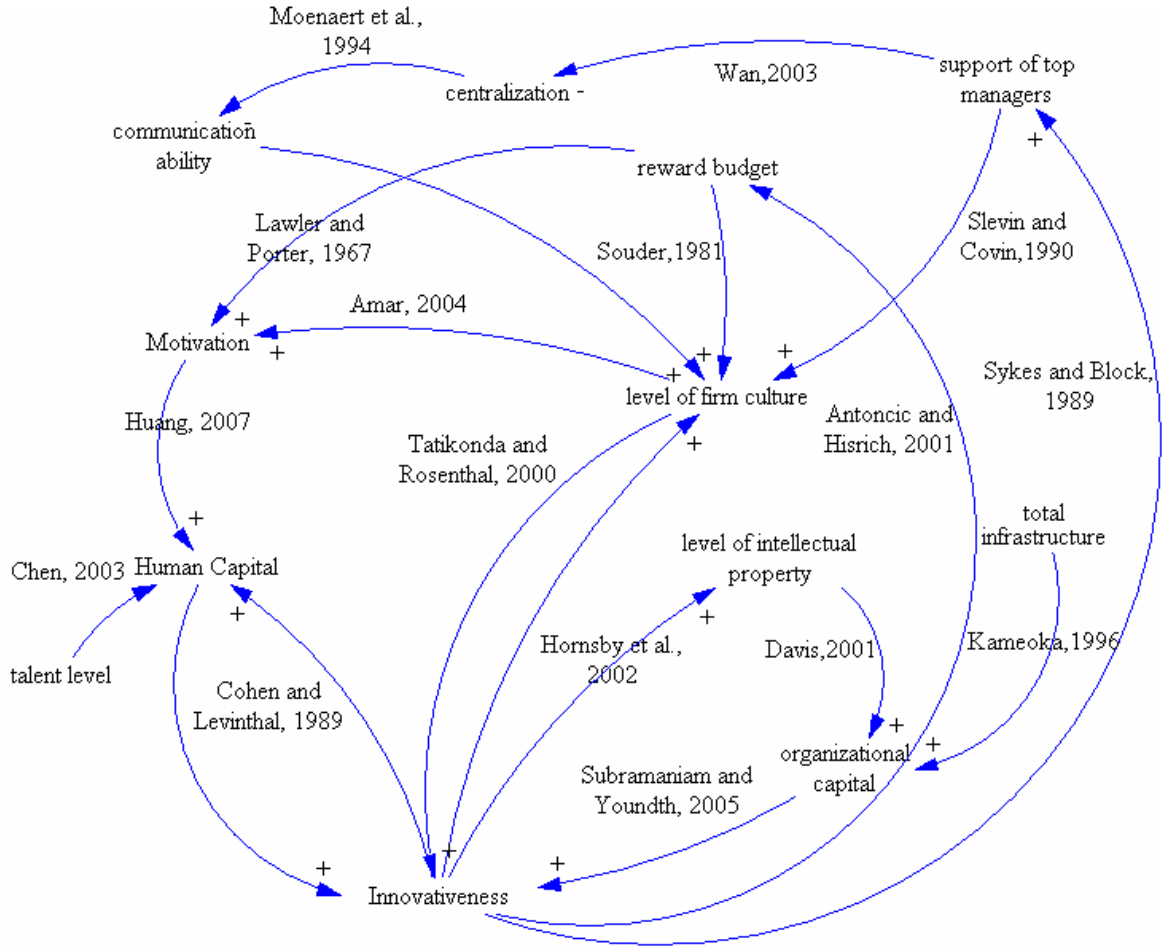 Moenaert et al.,
1994
Wan,2003
support of top
managers
+
centralization -
communication -
ability
reward budget
Lawler and
Porter, 1967
Souder,1981
Slevin and
Covin,1990
Amar, 2004
+
Motivation
+
+
+
+
level of firm culture
Sykes and Block,
1989
Huang, 2007
Tatikonda and
Rosenthal, 2000
+
Antoncic and
Hisrich, 2001
+
total
infrastructure
level of intellectual
property
Chen, 2003
Human Capital
+
+
talent level
Hornsby et al.,
2002
Davis,2001
Kameoka,1996
Cohen and
Levinthal, 1989
+
+
organizational
capital
Subramaniam and
Youndth, 2005
+
+
+
Innovativeness